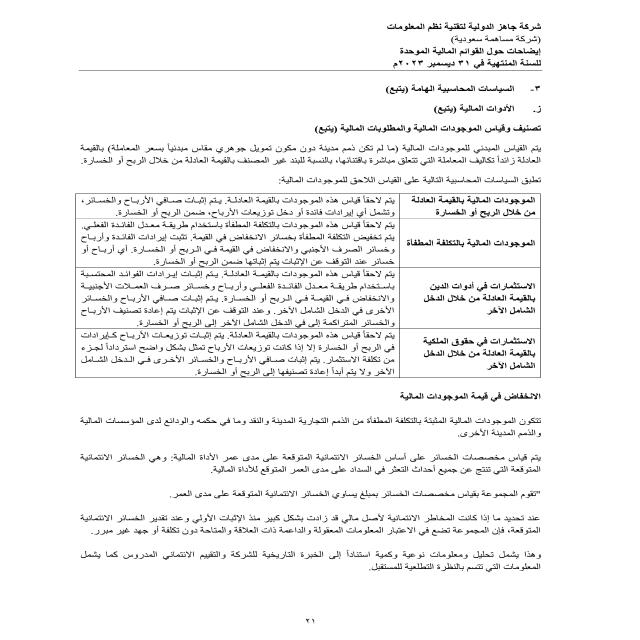 شركة جاهز الدولية لتقنية نظم المعلومات
(شركة مساهمة سعودية)
إيضاحات حول القوائم المالية الموحدة
للسنة المنتهية في ٣١ ديسمبر ٢٠٢٣م
٣- السياسات المحاسبية الهامة (يتبع)
ز- الأدوات المالية (يتبع)
تصنيف وقياس الموجودات المالية والمطلوبات المالية (يتبع)
يتم القياس المبدئي للموجودات المالية (ما لم تكن ذمم مدينة دون مكون تمويل جوهري مقاس مبدئياً بسعر المعاملة) بالقيمة
العادلة زائداً تكاليف المعاملة التي تتعلق مباشرة باقتنائها، بالنسبة للبند غير المصنف بالقيمة العادلة من خلال الربح أو الخسارة.
تطبق السياسات المحاسبية التالية على القياس اللاحق للموجودات المالية:
الموجودات المالية بالقيمة العادلة
من خلال الربح أو الخسارة
يتم لاحقاً قياس هذه الموجودات بالقيمة العادلة. يتم إثبات صافي الأرباح والخسائر،
وتشمل أي إيرادات فائدة أو دخل توزيعات الأرباح، ضمن الربح أو الخسارة.
الموجودات المالية بالتكلفة المطفأة
يتم لاحقاً قياس هذه الموجودات بالتكلفة المطفأة باستخدام طريقة معدل الفائدة الفعلي.
يتم تخفيض التكلفة المطفأة بخسائر الانخفاض في القيمة. تثبت إيرادات الفائدة وأرباح
وخسائر الصرف الأجنبي والانخفاض في القيمة في الربح أو الخسارة. أي أرباح أو
خسائر عند التوقف عن الإثبات يتم إثباتها ضمن الربح أو الخسارة.
الاستثمارات في أدوات الدين
بالقيمة العادلة من خلال الدخل
الشامل الآخر
يتم لاحقاً قياس هذه الموجودات بالقيمة العادلة. يتم إثبات إيرادات الفوائد المحتسبة
باستخدام طريقة معدل الفائدة الفعلي وأرباح وخسائر صرف العملات الأجنبية
والانخفاض في القيمة في الربح أو الخسارة. يتم إثبات صافي الأرباح والخسائر
الأخرى في الدخل الشامل الآخر. وعند التوقف عن الإثبات يتم إعادة تصنيف الأرباح
والخسائر المتراكمة إلى في الدخل الشامل الآخر إلى الربح أو الخسارة.
الاستثمارات في حقوق الملكية
بالقيمة العادلة من خلال الدخل
الشامل الآخر
يتم لاحقاً قياس هذه الموجودات بالقيمة العادلة. يتم إثبات توزيعات الأرباح كإيرادات
في الربح أو الخسارة إلا إذا كانت توزيعات الأرباح تمثل بشكل واضح استرداداً لجزء
من تكلفة الاستثمار. يتم إثبات صافي الأرباح والخسائر الأخرى في الدخل الشامل
الآخر ولا يتم أبداً إعادة تصنيفها إلى الربح أو الخسارة.
الانخفاض في قيمة الموجودات المالية
تتكون الموجودات المالية المثبتة بالتكلفة المطفأة من الذمم التجارية المدينة والنقد وما في حكمه والودائع لدى المؤسسات المالية
والذمم المدينة الأخرى.
يتم قياس مخصصات الخسائر على أساس الخسائر الائتمانية المتوقعة على مدى عمر الأداة المالية: وهي الخسائر الائتمانية
المتوقعة التي تنتج عن جميع أحداث التعثر في السداد على مدى العمر المتوقع للأداة المالية.
"تقوم المجموعة بقياس مخصصات الخسائر بمبلغ يساوي الخسائر الائتمانية المتوقعة على مدى العمر.
عند تحديد ما إذا كانت المخاطر الائتمانية لأصل مالي قد زادت بشكل كبير منذ الإثبات الأولي وعند تقدير الخسائر الائتمانية
المتوقعة، فإن المجموعة تضع في الاعتبار المعلومات المعقولة والداعمة ذات العلاقة والمتاحة دون تكلفة أو جهد غير مبرر.
وهذا يشمل تحليل ومعلومات نوعية وكمية استناداً إلى الخبرة التاريخية للشركة والتقييم الائتماني المدروس كما يشمل
المعلومات التي تتسم بالنظرة التطلعية للمستقبل.
٢١